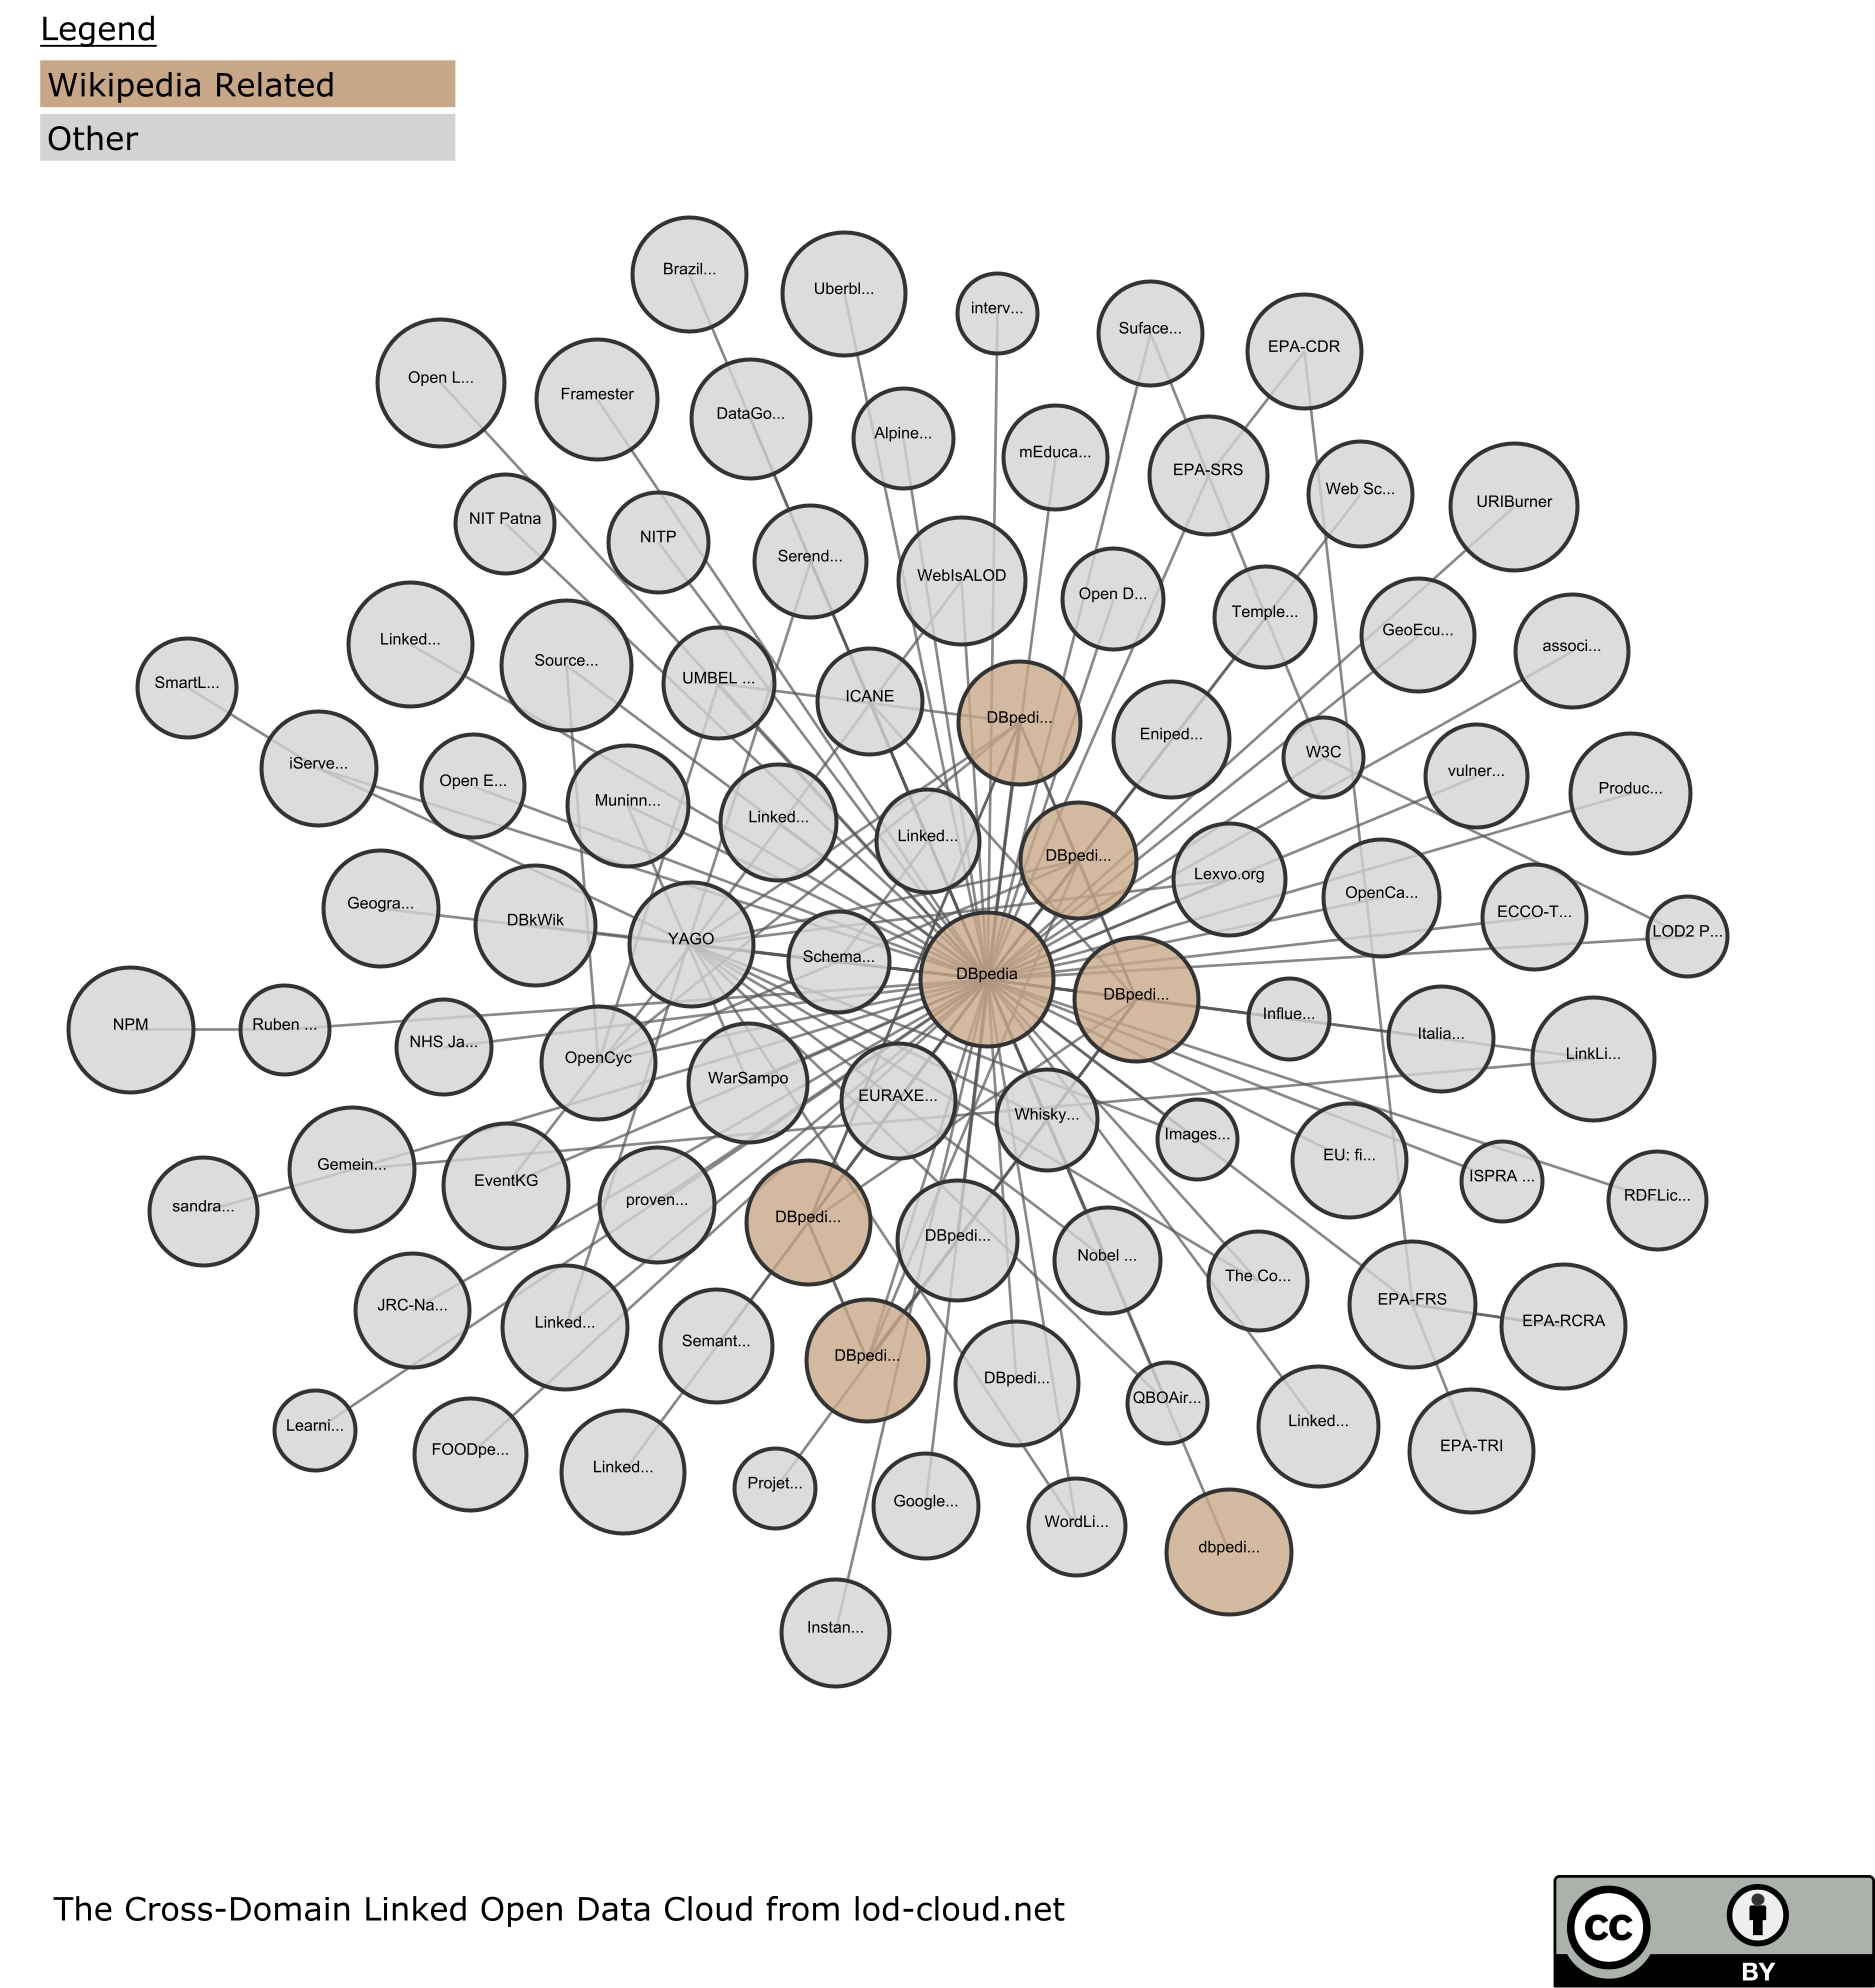 Legend
Wikipedia Related
Other
Brazil...
Uberbl...
interv...
Suface...
EPA-CDR
Open L...
Framester
DataGo...
Alpine...
mEduca...
EPA-SRS
Web Sc...
URIBurner
NIT Patna
NITP
Serend...
WebIsALOD
Open D...
Temple...
GeoEcu...
associ...
SmartL...
Linked...
Source...
UMBEL ...
ICANE
DBpedi...
Eniped...
W3C
vulner...
Produc...
iServe...
Open E...
Muninn...
Linked...
Linked...
DBpedi...
Lexvo.org
OpenCa...
ECCO-T...
LOD2 P...
Geogra...
DBkWik
YAGO
Schema...
DBpedia
DBpedi...
Influe...
Italia...
LinkLi...
NPM
Ruben ...
NHS Ja...
OpenCyc
WarSampo
EURAXE...
Whisky...
Images...
EU: fi...
ISPRA ...
RDFLic...
sandra...
Gemein...
EventKG
proven...
DBpedi...
DBpedi...
Nobel ...
The Co...
EPA-FRS
EPA-RCRA
JRC-Na...
Linked...
Semant...
DBpedi...
DBpedi...
QBOAir...
Linked...
EPA-TRI
Learni...
FOODpe...
Linked...
Projet...
Google...
WordLi...
dbpedi...
Instan...
The Cross-Domain Linked Open Data Cloud from lod-cloud.net
cc
BY